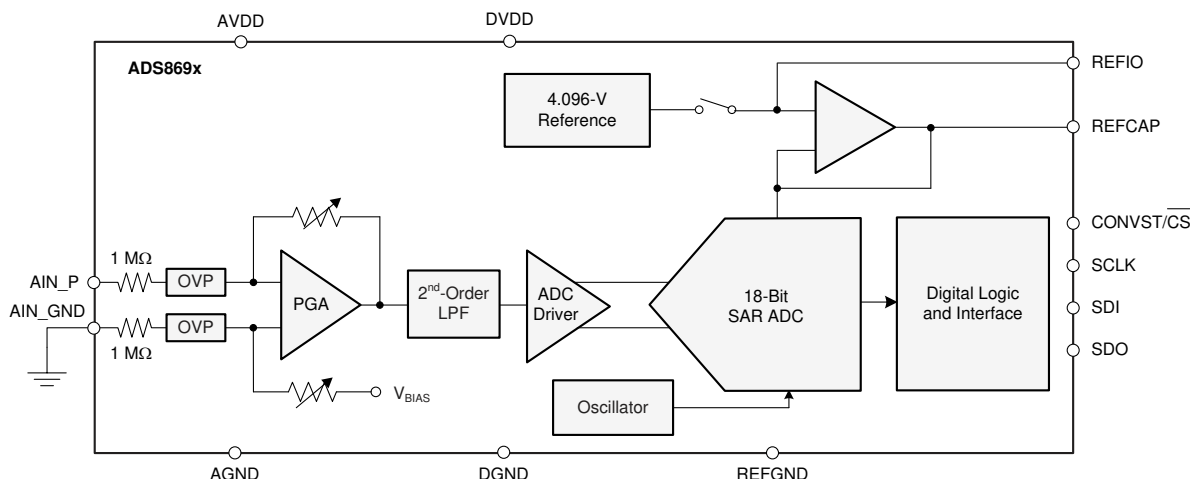 AVDD
DVDD
ADS869x
REFIO
4.096-V
Reference
REFCAP
CONVST/CS
1 MΩ
OVP
AIN_P
SCLK
PGA
2nd-Order
LPF
ADC
Driver
18-Bit
SAR ADC
Digital Logic
and Interface
AIN_GND
OVP
SDI
1 MΩ
SDO
VBIAS
Oscillator
AGND
DGND
REFGND